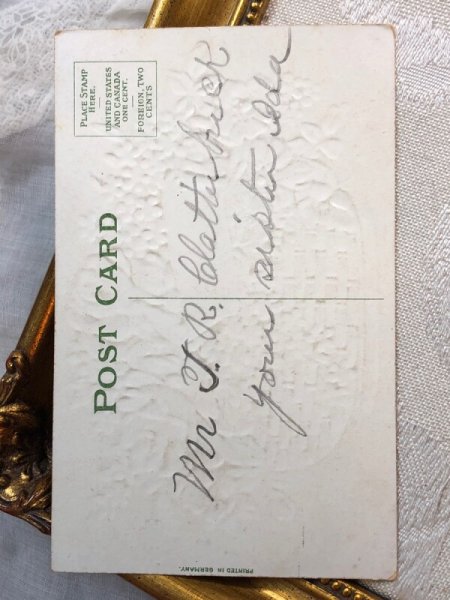 POST CARD
PLACE STAMP
HERE.
UNITED STATES
AND CANADA
ONE CENT.
FOREIGN, TWO
CENTS
Mr T. R. Clatterbuck
your sister Ida
PRINTED IN GERMANY.